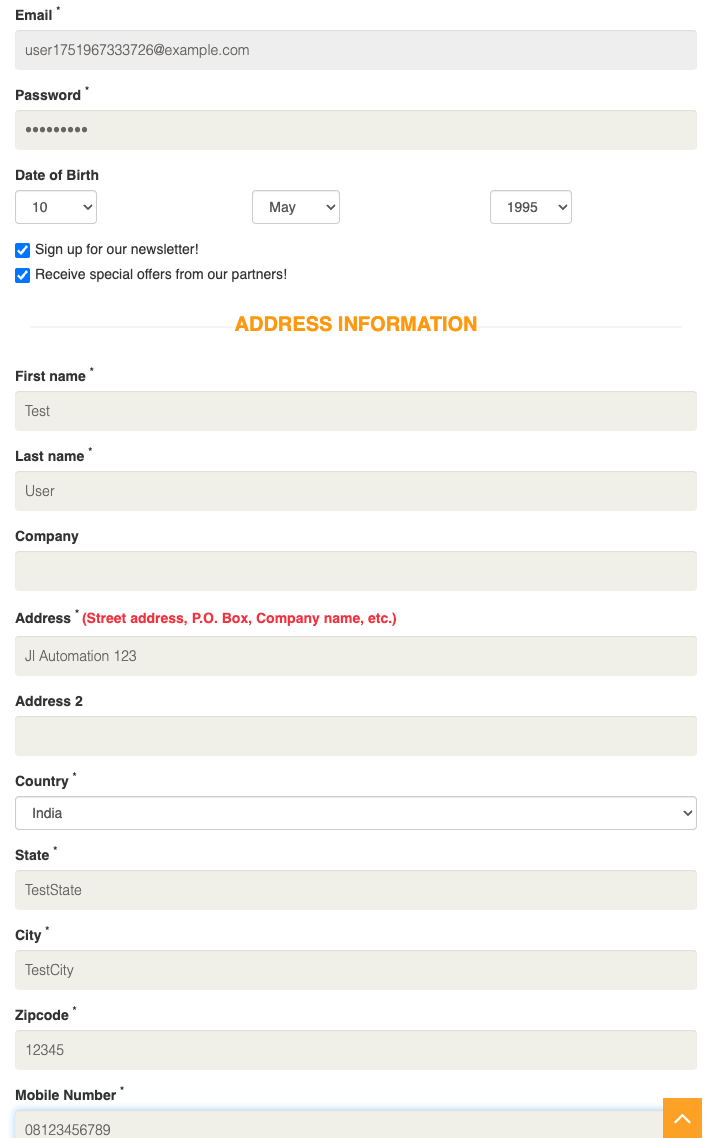 Email *
user1751967333726@example.com
Password *
•••••••••
Date of Birth
10 May 1995
Sign up for our newsletter!
Receive special offers from our partners!
ADDRESS INFORMATION
First name *
Test
Last name *
User
Company
Address * (Street address, P.O. Box, Company name, etc.)
Jl Automation 123
Address 2
Country *
India
State *
TestState
City *
TestCity
Zipcode *
12345
Mobile Number *
08123456789